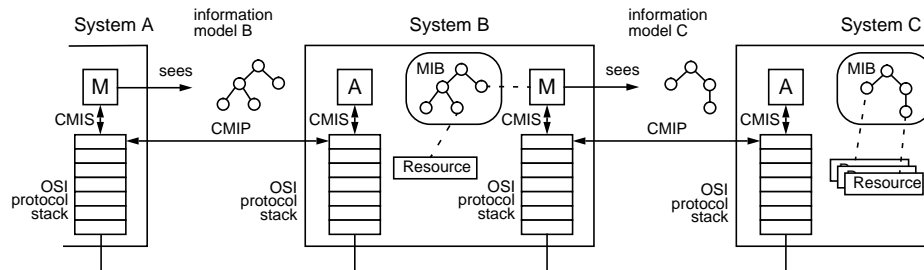 System A
information
model B
System B
information
model C
System C
M
sees
A
MIB
M
sees
A
MIB
CMIS
CMIP
CMIS
Resource
CMIS
CMIP
CMIS
Resource
OSI
protocol
stack
OSI
protocol
stack
OSI
protocol
stack
OSI
protocol
stack